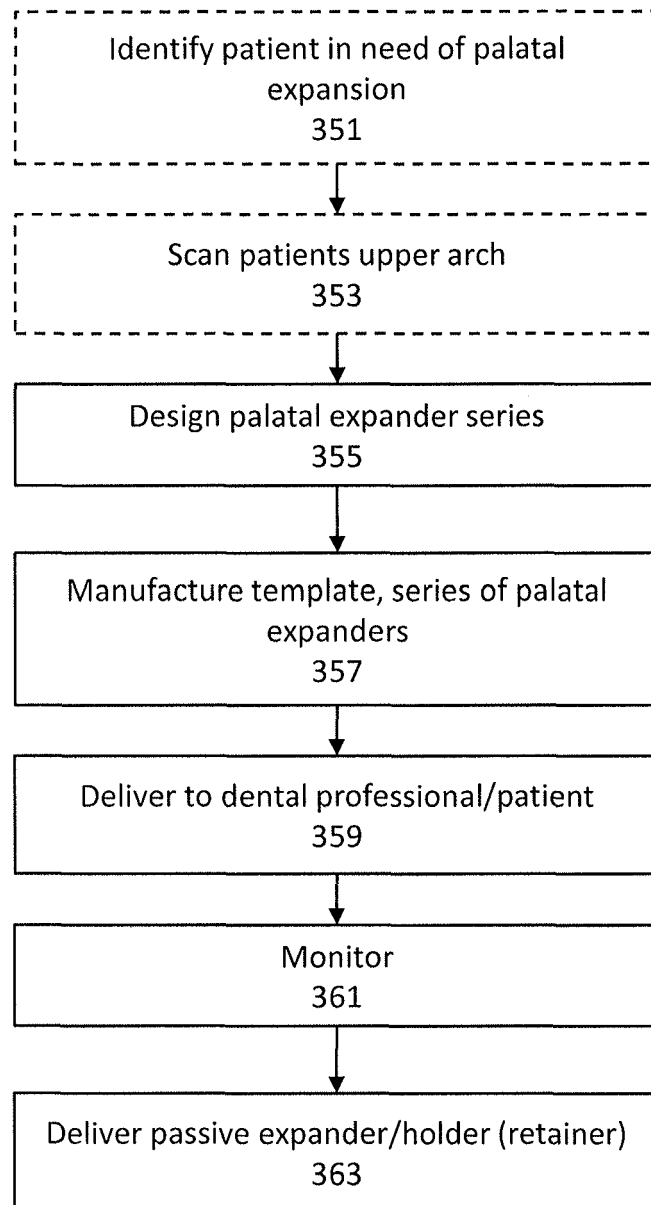 Identify patient in need of palatal
expansion
351
Scan patients upper arch
353
Design palatal expander series
355
Manufacture template, series of palatal
expanders
357
Deliver to dental professional/patient
359
Monitor
361
Deliver passive expander/holder (retainer)
363